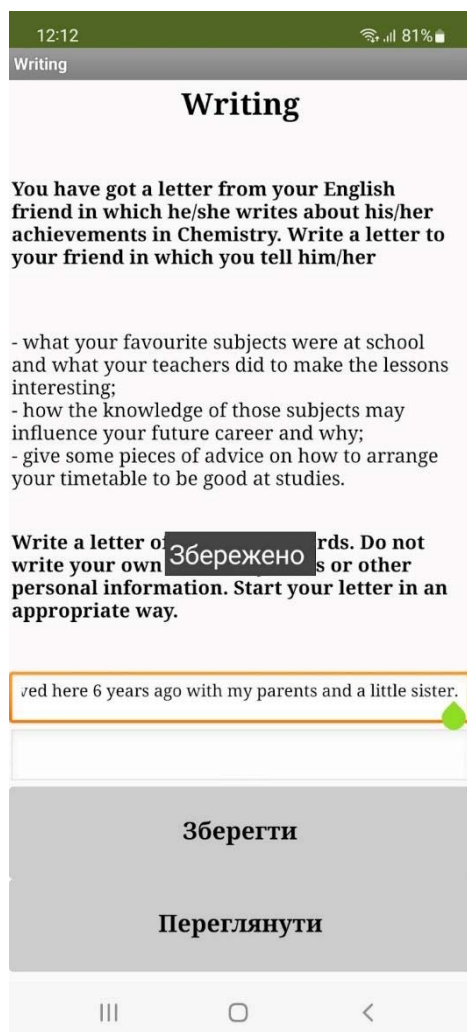 12:12 81%
Writing
Writing
You have got a letter from your English
friend in which he/she writes about his/her
achievements in Chemistry. Write a letter to
your friend in which you tell him/her
- what your favourite subjects were at school
and what your teachers did to make the lessons
interesting;
- how the knowledge of those subjects may
influence your future career and why;
- give some pieces of advice on how to arrange
your timetable to be good at studies.
Write a letter
Збережено
Do not
write your own or other
personal information. Start your letter in an
appropriate way.
here 6 years ago with my parents and a little sister.
Зберегти
Переглянути